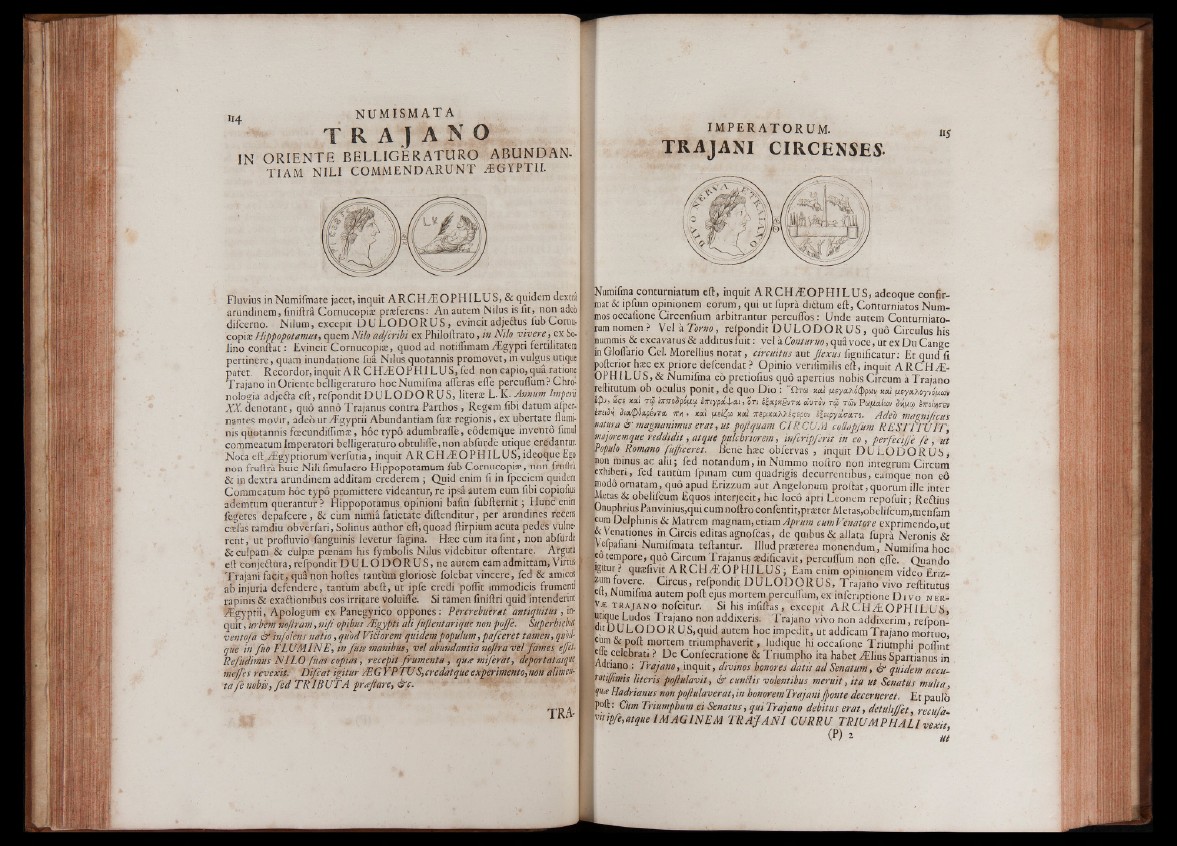 114
NUMISMATA
TRAJANO
IN ORIENTE BELLIGERATURO ABUNDAN-
TIAM NILI COMMENDARUNT ÆGYPTII.
Fluvius in Numiſmate jacet, inquit ARCHÆOPHILUS, & quidem dextrâ
arundinem, ſiniſtrâ Cornucopiæ præferens: An autem Nilus is ſit, non adeò
diſcerno. Nilum, excepit DULODORUS, evincit adjectus ſub Cornu-
copiæ Hippopotamus, quem Nilo adſcribi ex Philoſtrato, in Nilo vivere, ex So-
lino conſtat: Evincit Cornucopiæ, quod ad notiſſimam Ægypti fertilitatem
pertinere, quam inundatione ſuâ Nilus quotannis promovet, in vulgus utique
patet. Recordor, inquit ARCHÆOPHILUS, ſed non capio, quâ ratione
Trajano in Oriente belligeraturo hoc Numiſma aſſeras eſſe percuſſum? Chro-
nologia adjecta eſt, reſpondit DULODORUS, literæ L. K. Annum Imperii
XX. denotant, quô annô Trajanus contra Parthos, Regem ſibi datum aſper-
nantes movit, adeò ut Ægyptii Abundantiam ſuæ regionis, ex ubertate flumi-
nis quotannis fœcundiſſimæ, hôc typô adumbraſſe, eôdemque inventô ſimul
commeatum Imperatori belligeraturo obtuliſſe, non abſurdè utique credantur.
Nota eſt Ægyptiorum verſutia, inquit ARCHÆOPHILUS, ideoque Ego
non fruſtrà huic Nili ſimulacro Hippopotamum ſub Cornucopiæ, non fruſtrà
& in dextra arundinem additam crederem; Quid enim ſi in ſpeciem quidem
Commeatum hôc typô promittere videantur, re ipsâ autem eum ſibi copioſius
ademtum querantur? Hippopotamus opinioni baſin ſubſternit; Hunc enim
ſegetes depaſcere, & cùm nimiâ ſatietate diſtenditur, per arundines recens
cæſas tamdiu obverſari, Solinus author eſt, quoad ſtirpium acuta pedes vulne-
rent, ut profluvio ſanguinis levetur ſagina. Hæc cum ita ſint, non abſurdè
& culpam & culpæ pœnam his ſymbolis Nilus videbitur oſtentare. Arguta
eſt conjectura, reſpondit DULODORUS, ne autem eam admittam, Virtus
Trajani facit, quâ non hoſtes tantùm glorioſè ſolebat vincere, ſed & amicos
ab injuria defendere, tantùm abeſt, ut ipſe credi poſſit immodicis frumenti
rapinis & exactionibus eos irritare voluiſſe. Si tamen ſiniſtri quid intenderint
Ægyptii, Apologum ex Panegyrico oppones: Percrebuerat antiquitus, in-
quit, urbem noſtram, niſi opibus Ægypti ali ſuſtentarique non poſſe. Superbiebat
ventoſa & inſolens natio, quòd Victorem quidem populum, paſceret tamen, quòd-
que in ſuo FLUMINE, in ſuis manibus, vel abundantia noſtra vel fames eſſet.
Refudimus NILO ſuas copias, recepit frumenta, quæ miſerat, deportatasque
meſſes revexit. Diſcat igitur ÆGYPTUS, credatque experimento, non alimen-
ta ſe nobis, ſed TRIBUTA præſtare, &c.
TRA-
IMPERATORUM.
115
TRAJANI CIRCENSES.
Numiſma conturniatum eſt, inquit ARCHÆOPHILUS, adeoque confir-
mat & ipſum opinionem eorum, qui ut ſuprà dictum eſt, Conturniatos Num-
mos occaſione Circenſium arbitrantur percuſſos: Unde autem Conturniato-
rum nomen? Vel à Torno, reſpondit DULODORUS, quô Circulus his
nummis & excavatus & additus fuit: vel à Conturno, quâ voce, ut ex Du Cange
in Gloſſario Cel. Morellius notat, circuitus aut flexus ſignificatur: Et quid ſi
poſterior hæc ex priore deſcendat? Opinio veriſimilis eſt, inquit ARCHÆ-
OPHILUS, & Numiſma eò pretioſius quò apertius nobis Circum à Trajano
reſtitutum ob oculos ponit, de quo Dio:
Adeò magnificus
natura & magnanimus erat, ut poſtquam CIRCUM collapſum RESTITUIT,
majoremque reddidit, atque pulchriorem, inſcripſerit in eo, perfeciſſe ſe, ut
Populo Romano ſufficeret. Bene hæc obſervas, inquit DULODORUS,
non minus ac alii; ſed notandum, in Nummo noſtro non integrum Circum
exhiberi, ſed tantùm ſpinam cum quadrigis decurrentibus, eamque non eô
modô ornatam, quô apud Erizzum aut Angelonum proſtat, quorum ille inter
Metas & obeliſcum Equos interjecit, hic locô apri Leonem repoſuit; Rectius
Onuphrius Panvinius, qui cum noſtro conſentit, præter Metas, obeliſcum, menſam
cum Delphinis & Matrem magnam, etiam Aprum cum Venatore exprimendo, ut
& Venationes in Circis editas agnoſcas, de quibus & allata ſuprà Neronis &
Veſpaſiani Numiſmata teſtantur. Illud præterea monendum, Numiſma hoc
eô tempore, quô Circum Trajanus ædificavit, percuſſum non eſſe. Quando
igitur? quæſivit ARCHÆOPHILUS; Eam enim opinionem video Eriz-
zum fovere. Circus, reſpondit DULODORUS, Trajano vivo reſtitutus
eſt, Numiſma autem poſt ejus mortem percuſſum, ex inſcriptione DIVO NER-
VÆ TRAJANO noſcitur. Si his inſiſtas, excepit ARCHÆOPHILUS,
utique Ludos Trajano non addixeris. Trajano vivo non addixerim, reſpon-
dit DULODORUS, quid autem hoc impedit, ut addicam Trajano mortuo,
cùm & poſt mortem triumphaverit, ludique hi occaſione Triumphi poſſint
eſſe celebrati? De Conſecratione & Triumpho ita habet Ælius Spartianus in
Adriano: Trajano, inquit, divinos honores datis ad Senatum, & quidem accu-
ratiſſimis literis poſtulavit, & cunctis volentibus meruit, ita ut Senatus multa,
quæ Hadrianus non poſtulaverat, in honorem Trajani ſponte decerneret. Et paulò
poſt: Cum Triumphum ei Senatus, qui Trajano debitus erat, detuliſſet, recuſa-
vit ipſe, atque IMAGINEM TRAJANI CURRU TRIUMPHALI vexit,
(P) 2
ut